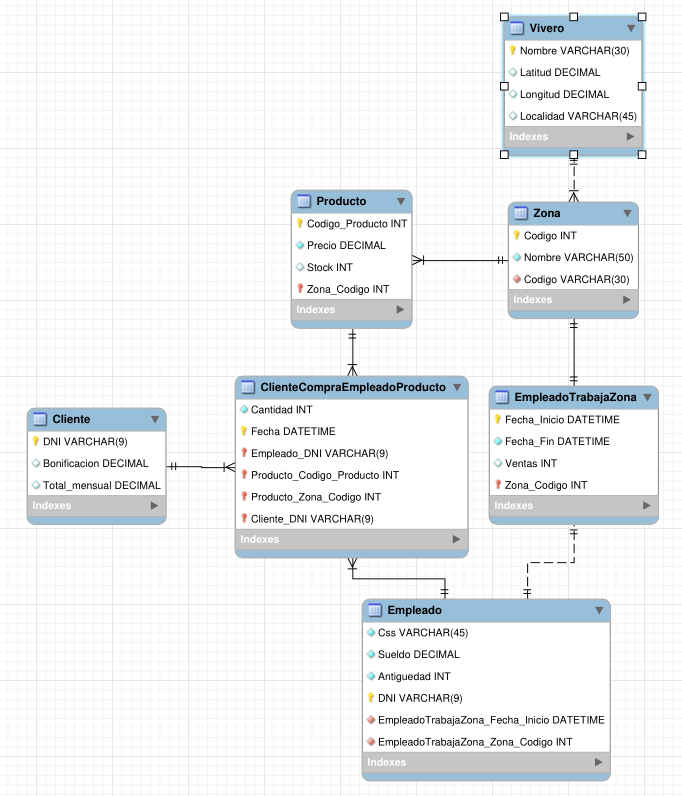 Vivero
Nombre VARCHAR(30)
Latitud DECIMAL
Longitud DECIMAL
Localidad VARCHAR(45)
Indexes
Producto
Codigo_Producto INT
Precio DECIMAL
Stock INT
Zona_Codigo INT
Indexes
Zona
Codigo INT
Nombre VARCHAR(50)
Codigo VARCHAR(30)
Indexes
ClienteCompraEmpleadoProducto
Cantidad INT
Fecha DATETIME
Empleado_DNI VARCHAR(9)
Producto_Codigo_Producto INT
Producto_Zona_Codigo INT
Cliente_DNI VARCHAR(9)
Indexes
Cliente
DNI VARCHAR(9)
Bonificacion DECIMAL
Total_mensual DECIMAL
Indexes
EmpleadoTrabajaZona
Fecha_Inicio DATETIME
Fecha_Fin DATETIME
Ventas INT
Zona_Codigo INT
Indexes
Empleado
Css VARCHAR(45)
Sueldo DECIMAL
Antiguedad INT
DNI VARCHAR(9)
EmpleadoTrabajaZona_Fecha_Inicio DATETIME
EmpleadoTrabajaZona_Zona_Codigo INT
Indexes